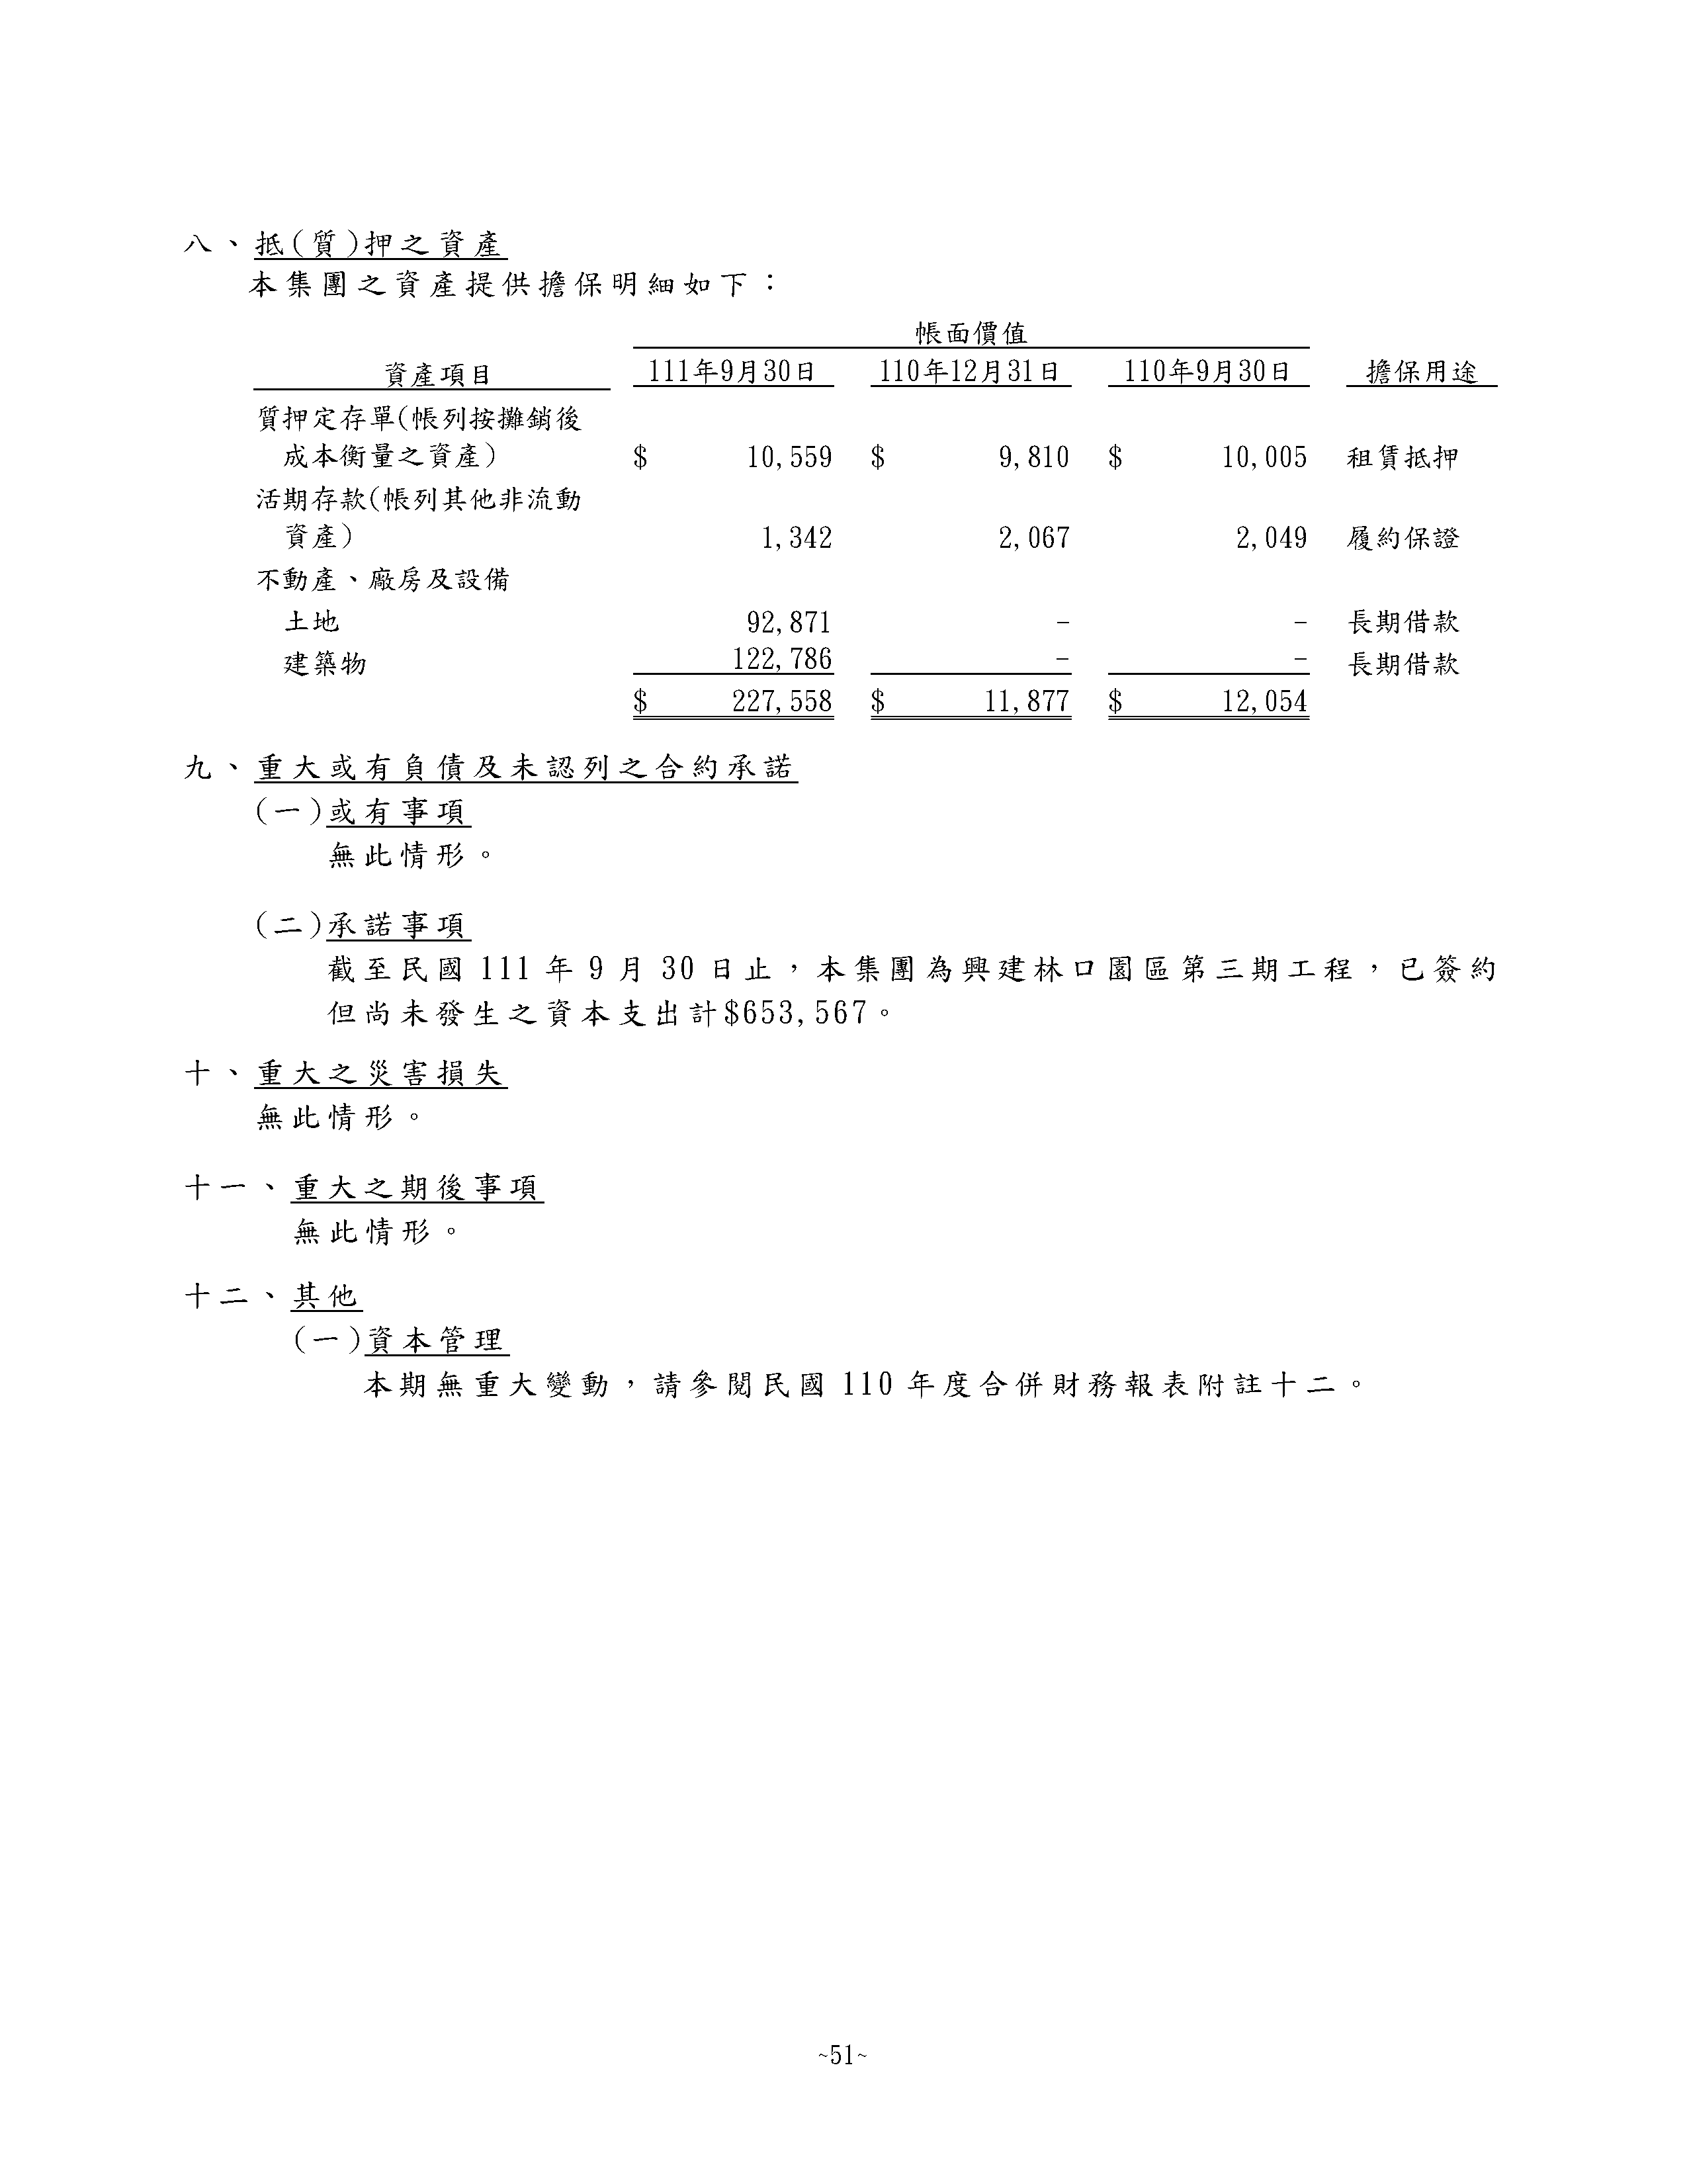 八、抵(質)押之資產
本集團之資產提供擔保明細如下：
帳面價值
資產項目 111年9月30日 110年12月31日 110年9月30日 擔保用途
質押定存單(帳列按攤銷後
成本衡量之資產) $ 10,559 $ 9,810 $ 10,005 租賃抵押
活期存款(帳列其他非流動
資產) 1,342 2,067 2,049 履約保證
不動產、廠房及設備
土地 92,871 - - 長期借款
建築物 122,786 - - 長期借款
$ 227,558 $ 11,877 $ 12,054
九、重大或有負債及未認列之合約承諾
(一)或有事項
無此情形。
(二)承諾事項
截至民國 111 年 9 月 30 日止，本集團為興建林口園區第三期工程，已簽約
但尚未發生之資本支出計$653,567。
十、重大之災害損失
無此情形。
十一、重大之期後事項
無此情形。
十二、其他
(一)資本管理
本期無重大變動，請參閱民國 110 年度合併財務報表附註十二。
~51~